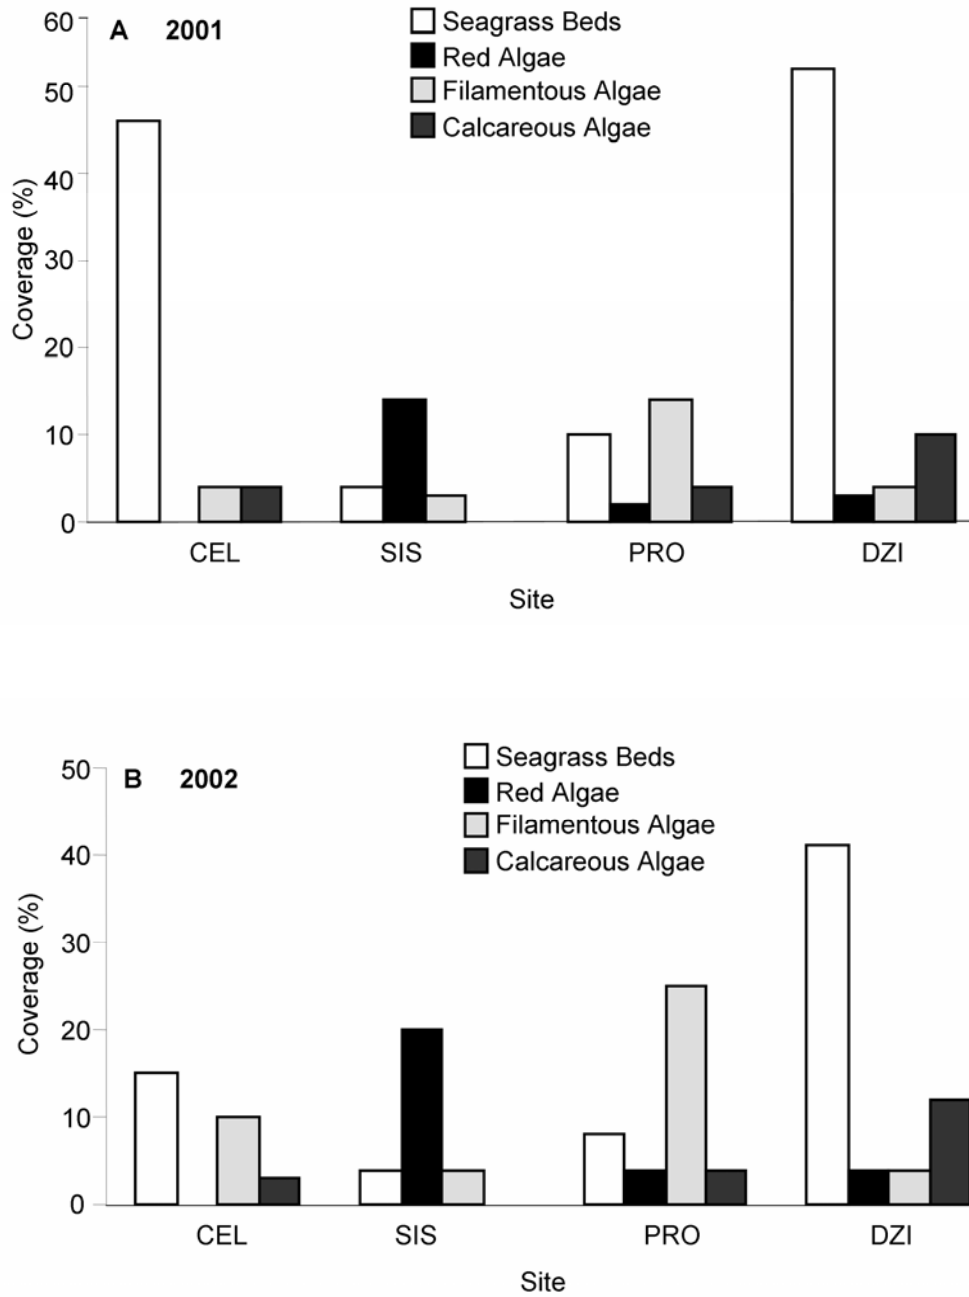 A 2001
Seagrass Beds
Red Algae
Filamentous Algae
Calcareous Algae
60
50
40
30
20
10
0
Coverage (%)
CEL SIS PRO DZI
Site
B 2002
Seagrass Beds
Red Algae
Filamentous Algae
Calcareous Algae
50
40
30
20
10
0
Coverage (%)
CEL SIS PRO DZI
Site